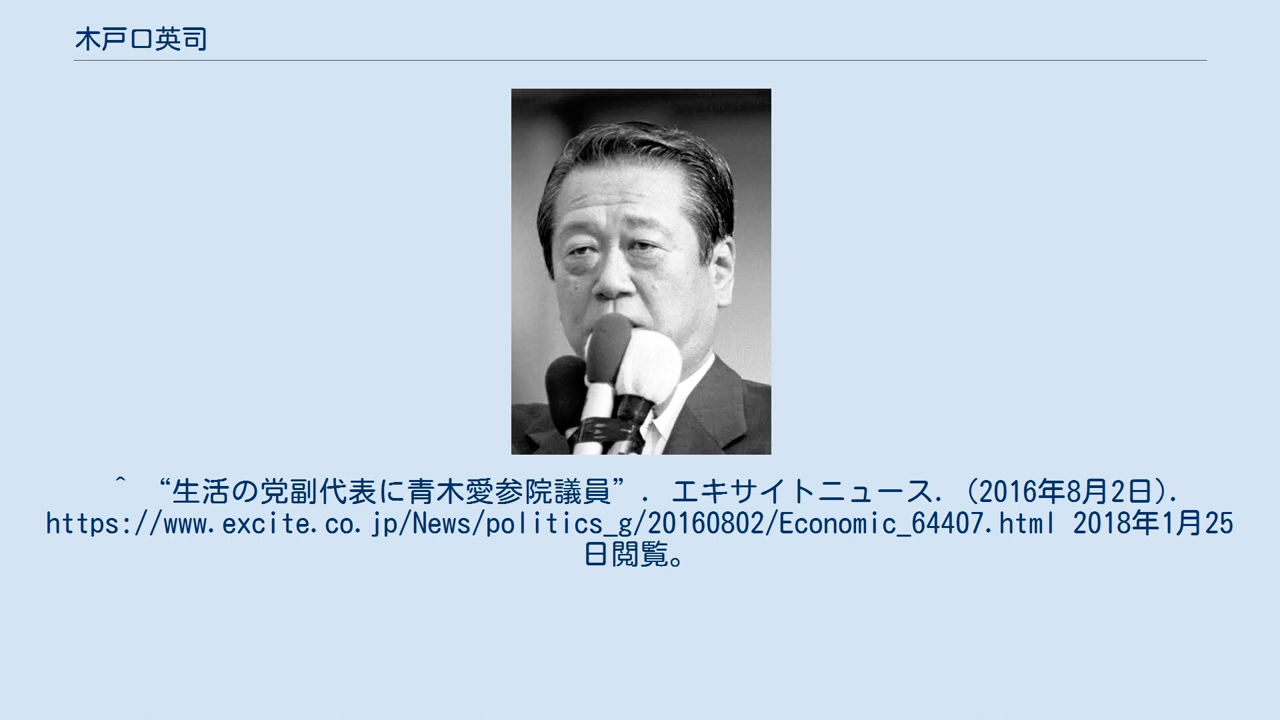 木戸口英司
^ “生活の党副代表に青木愛参院議員”. エキサイトニュース. (2016年8月2日).
https://www.excite.co.jp/News/politics_g/20160802/Economic_64407.html 2018年1月25
日閲覧。